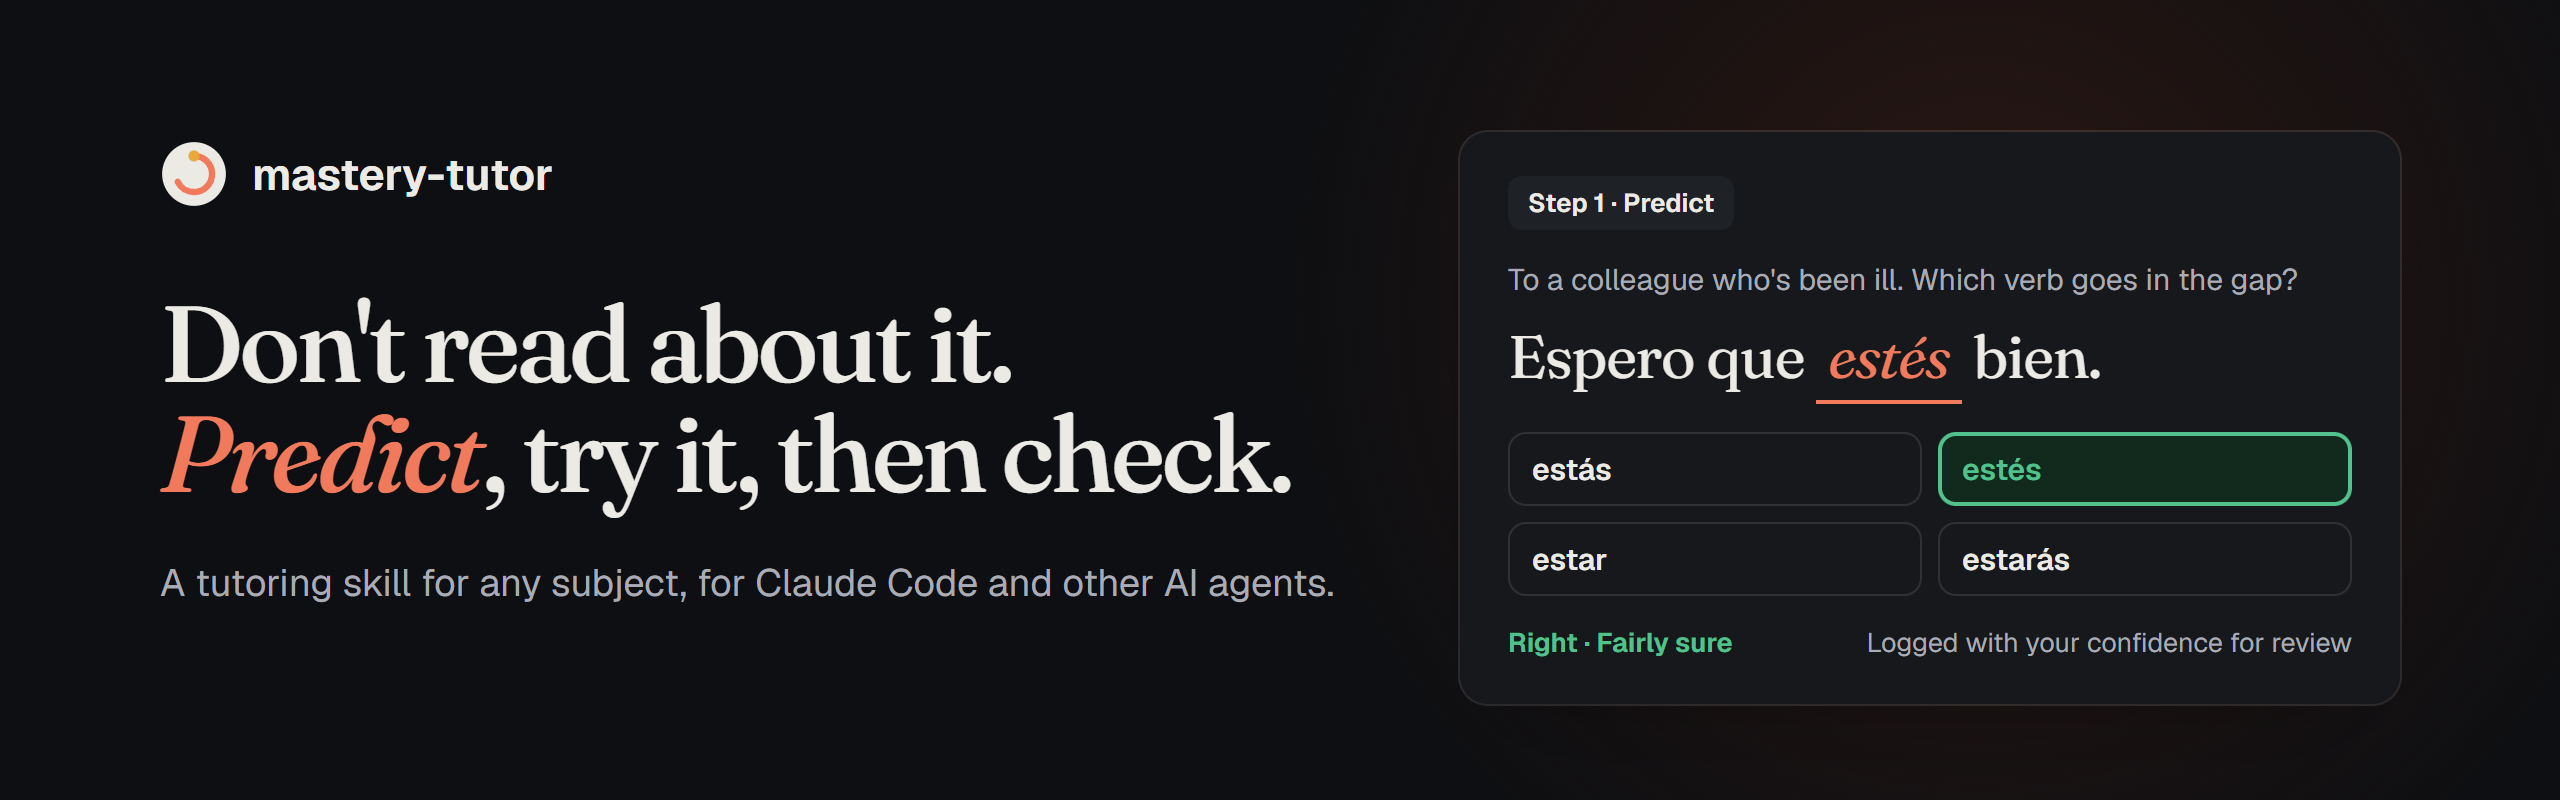 mastery-tutor
Don't read about it.
Predict, try it, then check.
A tutoring skill for any subject, for Claude Code and other AI agents.
Step 1 · Predict
To a colleague who's been ill. Which verb goes in the gap?
Espero que estés bien.
estás
estés
estar
estarás
Right · Fairly sure
Logged with your confidence for review